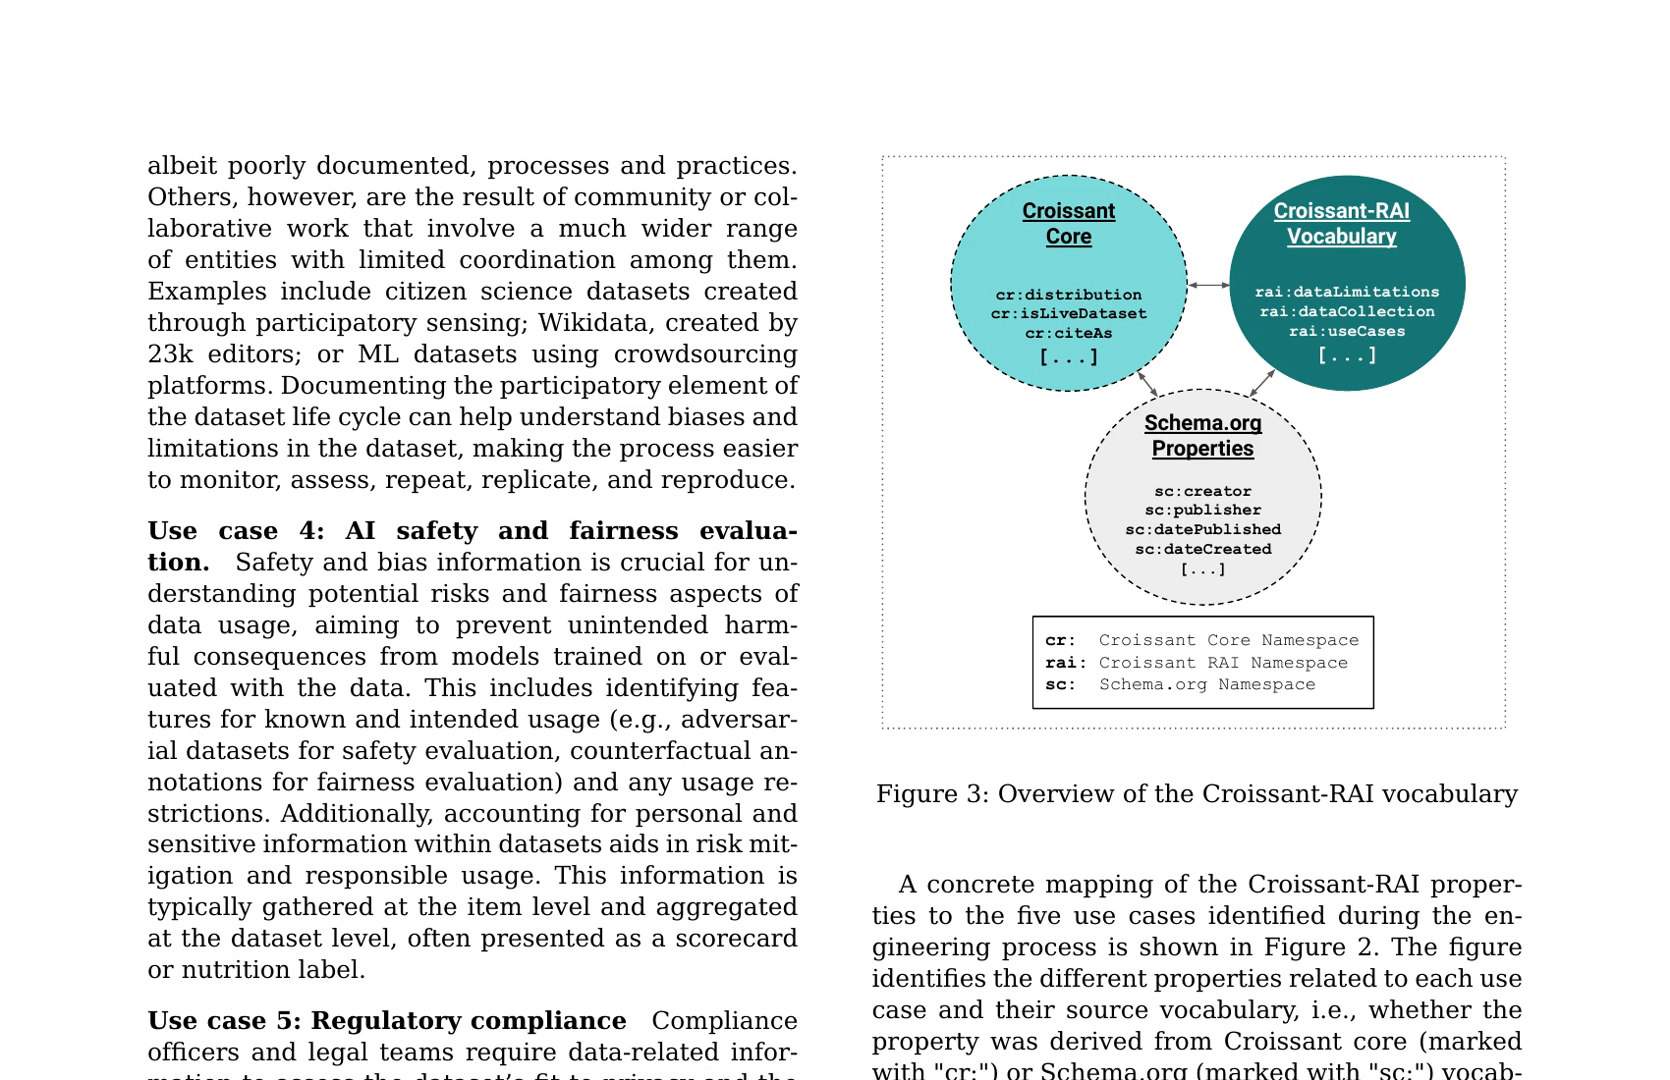 albeit poorly documented, processes and practices.
Others, however, are the result of community or col-
laborative work that involve a much wider range
of entities with limited coordination among them.
Examples include citizen science datasets created
through participatory sensing; Wikidata, created by
23k editors; or ML datasets using crowdsourcing
platforms. Documenting the participatory element of
the dataset life cycle can help understand biases and
limitations in the dataset, making the process easier
to monitor, assess, repeat, replicate, and reproduce.
Use case 4: AI safety and fairness evalua-
tion. Safety and bias information is crucial for un-
derstanding potential risks and fairness aspects of
data usage, aiming to prevent unintended harm-
ful consequences from models trained on or eval-
uated with the data. This includes identifying fea-
tures for known and intended usage (e.g., adversar-
ial datasets for safety evaluation, counterfactual an-
notations for fairness evaluation) and any usage re-
strictions. Additionally, accounting for personal and
sensitive information within datasets aids in risk mit-
igation and responsible usage. This information is
typically gathered at the item level and aggregated
at the dataset level, often presented as a scorecard
or nutrition label.
Use case 5: Regulatory compliance Compliance
officers and legal teams require data-related infor-
mation to assess the dataset's fit to privacy and the
Croissant
Core
cr:distribution
cr:isLiveDataset
cr:citeAs
[...]
Croissant-RAI
Vocabulary
rai:dataLimitations
rai:dataCollection
rai:useCases
[...]
Schema.org
Properties
sc:creator
sc:publisher
sc:datePublished
sc:dateCreated
[...]
cr: Croissant Core Namespace
rai: Croissant RAI Namespace
sc: Schema.org Namespace
Figure 3: Overview of the Croissant-RAI vocabulary
A concrete mapping of the Croissant-RAI proper-
ties to the five use cases identified during the en-
gineering process is shown in Figure 2. The figure
identifies the different properties related to each use
case and their source vocabulary, i.e., whether the
property was derived from Croissant core (marked
with "cr:") or Schema.org (marked with "sc:") vocab-